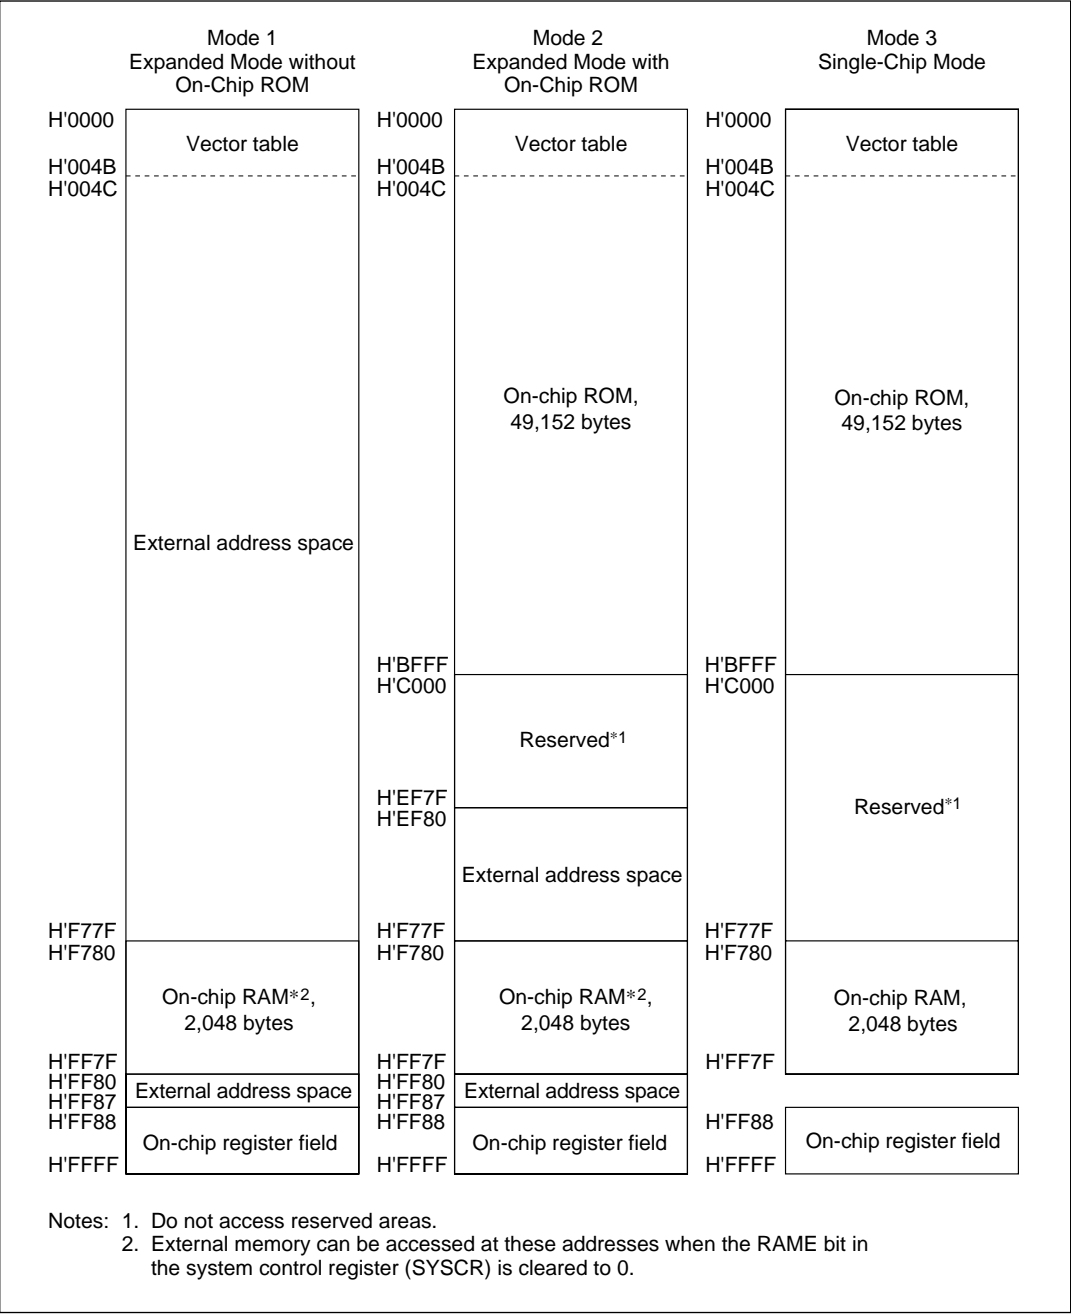 Mode 1
Expanded Mode without
On-Chip ROM
H'0000
Vector table
H'004B
H'004C
External address space
H'F77F
H'F780
On-chip RAM*2,
2,048 bytes
H'FF7F
H'FF80
External address space
H'FF87
H'FF88
On-chip register field
H'FFFF
Mode 2
Expanded Mode with
On-Chip ROM
H'0000
Vector table
H'004B
H'004C
On-chip ROM,
49,152 bytes
H'BFFF
H'C000
Reserved*1
H'EF7F
H'EF80
External address space
H'F77F
H'F780
On-chip RAM*2,
2,048 bytes
H'FF7F
H'FF80
External address space
H'FF87
H'FF88
On-chip register field
H'FFFF
Mode 3
Single-Chip Mode
H'0000
Vector table
H'004B
H'004C
On-chip ROM,
49,152 bytes
H'BFFF
H'C000
Reserved*1
H'F77F
H'F780
On-chip RAM,
2,048 bytes
H'FF7F
H'FF88
On-chip register field
H'FFFF
Notes: 1. Do not access reserved areas.
2. External memory can be accessed at these addresses when the RAME bit in
the system control register (SYSCR) is cleared to 0.